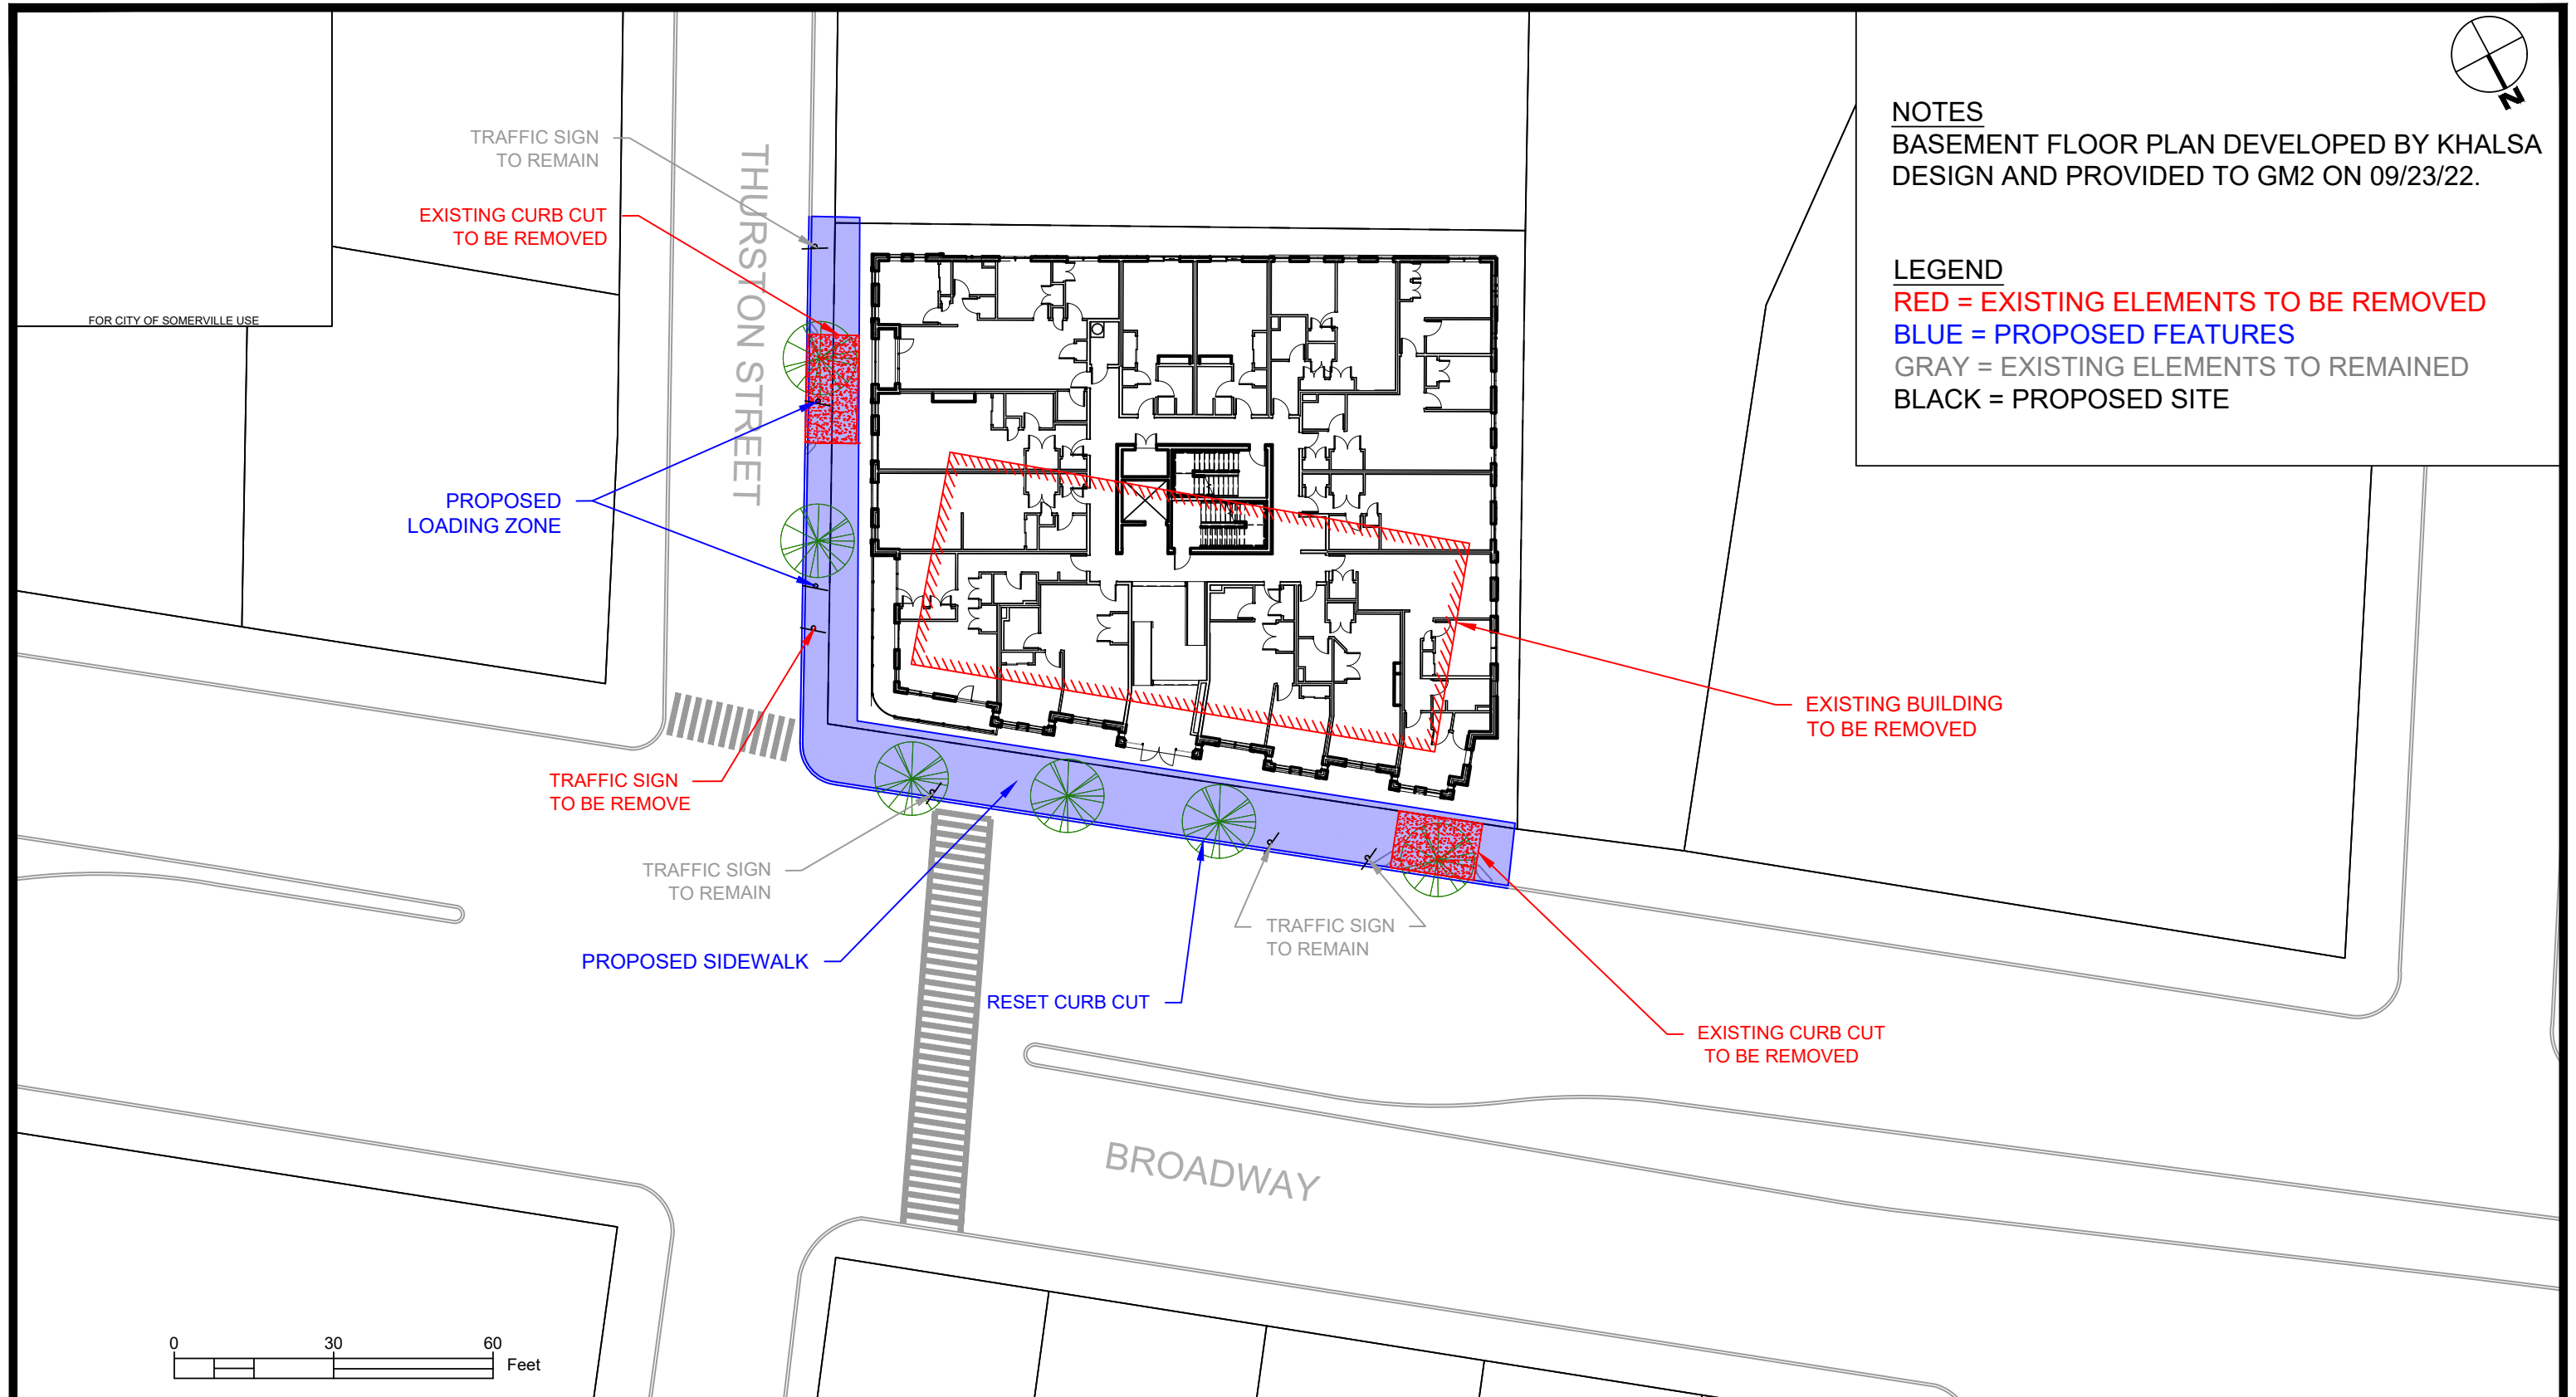 N
NOTES
BASEMENT FLOOR PLAN DEVELOPED BY KHALSA
DESIGN AND PROVIDED TO GM2 ON 09/23/22.
LEGEND
RED = EXISTING ELEMENTS TO BE REMOVED
BLUE = PROPOSED FEATURES
GRAY = EXISTING ELEMENTS TO REMAINED
BLACK = PROPOSED SITE
TRAFFIC SIGN
TO REMAIN
EXISTING CURB CUT
TO BE REMOVED
THURSTON STREET
FOR CITY OF SOMERVILLE USE
PROPOSED
LOADING ZONE
EXISTING BUILDING
TO BE REMOVED
TRAFFIC SIGN
TO BE REMOVE
TRAFFIC SIGN
TO REMAIN
TRAFFIC SIGN
TO REMAIN
PROPOSED SIDEWALK
RESET CURB CUT
EXISTING CURB CUT
TO BE REMOVED
BROADWAY
0 30 60
Feet